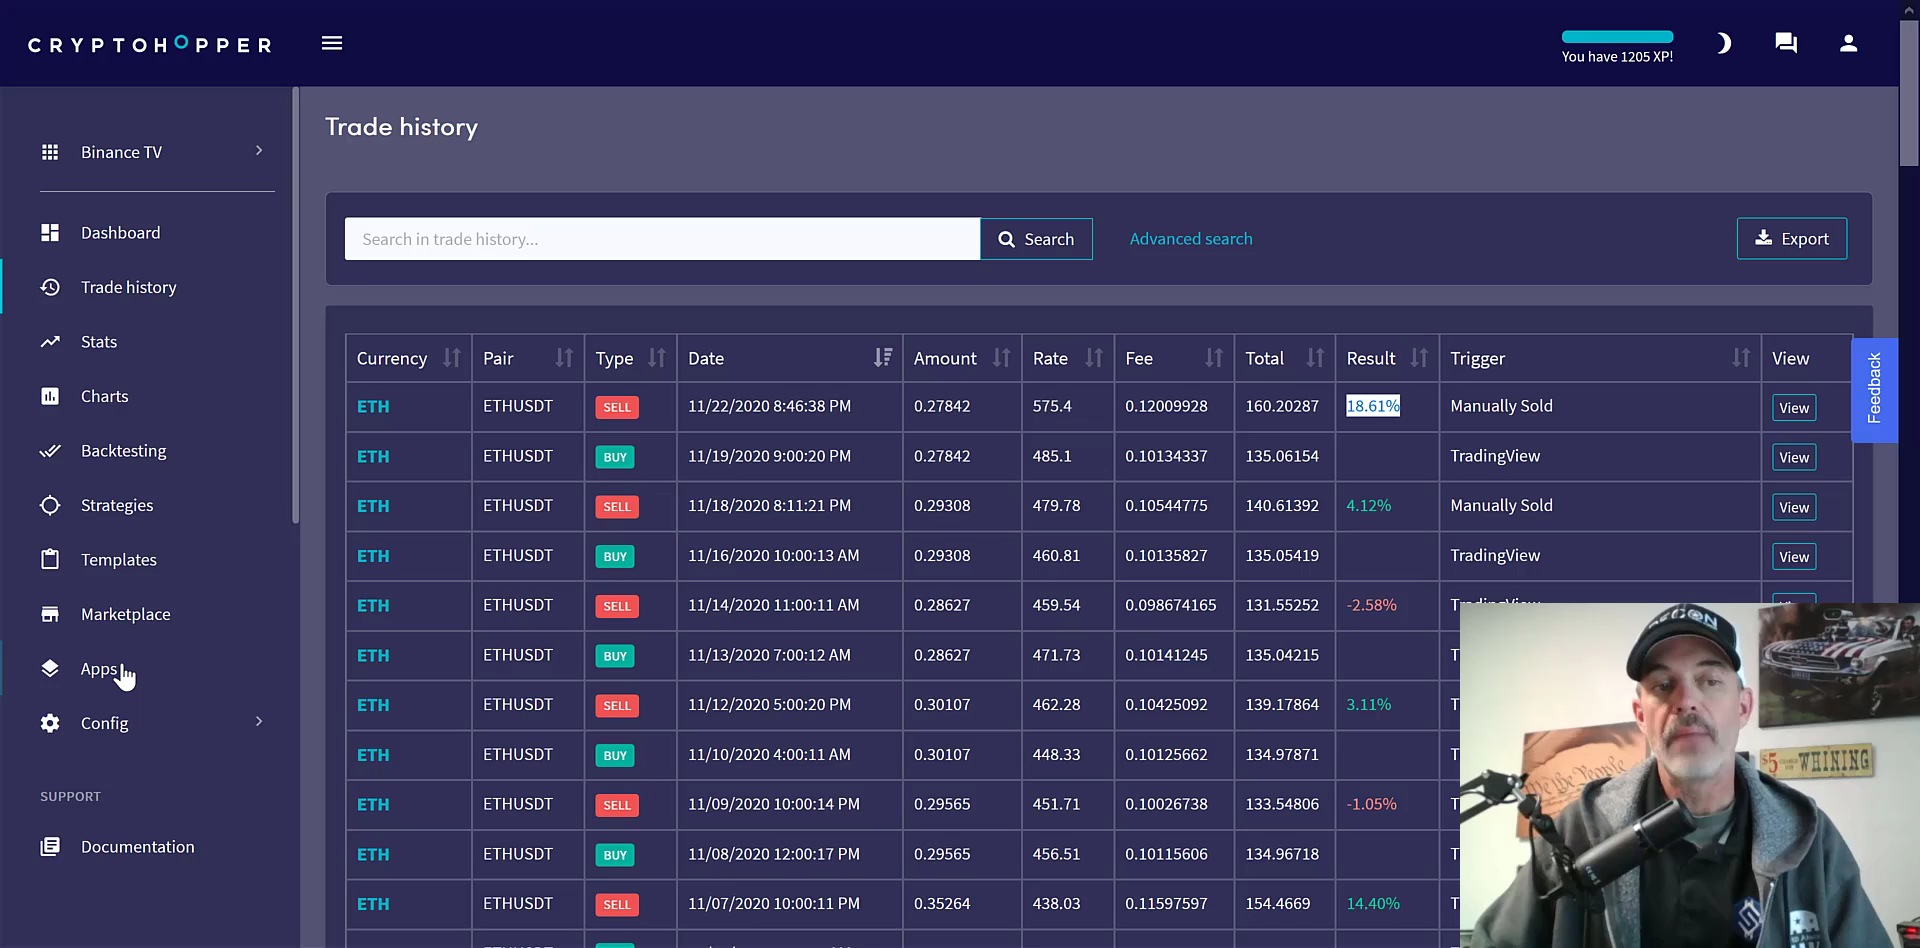 CRYPTOHOPPER
You have 1205 XP!
Binance TV
Dashboard
Trade history
Stats
Charts
Backtesting
Strategies
Templates
Marketplace
Apps
Config
SUPPORT
Documentation
Trade history
Search in trade history...
Search
Advanced search
Export
Currency Pair Type Date Amount Rate Fee Total Result Trigger View
ETH ETHUSDT SELL 11/22/2020 8:46:38 PM 0.27842 575.4 0.12009928 160.20287 18.61% Manually Sold View
ETH ETHUSDT BUY 11/19/2020 9:00:20 PM 0.27842 485.1 0.10134337 135.06154 TradingView View
ETH ETHUSDT SELL 11/18/2020 8:11:21 PM 0.29308 479.78 0.10544775 140.61392 4.12% Manually Sold View
ETH ETHUSDT BUY 11/16/2020 10:00:13 AM 0.29308 460.81 0.10135827 135.05419 TradingView View
ETH ETHUSDT SELL 11/14/2020 11:00:11 AM 0.28627 459.54 0.098674165 131.55252 -2.58%
ETH ETHUSDT BUY 11/13/2020 7:00:12 AM 0.28627 471.73 0.10141245 135.04215 T
ETH ETHUSDT SELL 11/12/2020 5:00:20 PM 0.30107 462.28 0.10425092 139.17864 3.11% T
ETH ETHUSDT BUY 11/10/2020 4:00:11 AM 0.30107 448.33 0.10125662 134.97871 T
ETH ETHUSDT SELL 11/09/2020 10:00:14 PM 0.29565 451.71 0.10026738 133.54806 -1.05% T
ETH ETHUSDT BUY 11/08/2020 12:00:17 PM 0.29565 456.51 0.10115606 134.96718 T
ETH ETHUSDT SELL 11/07/2020 10:00:11 PM 0.35264 438.03 0.11597597 154.4669 14.40% T
Feedback
We the People
$5
WHINING